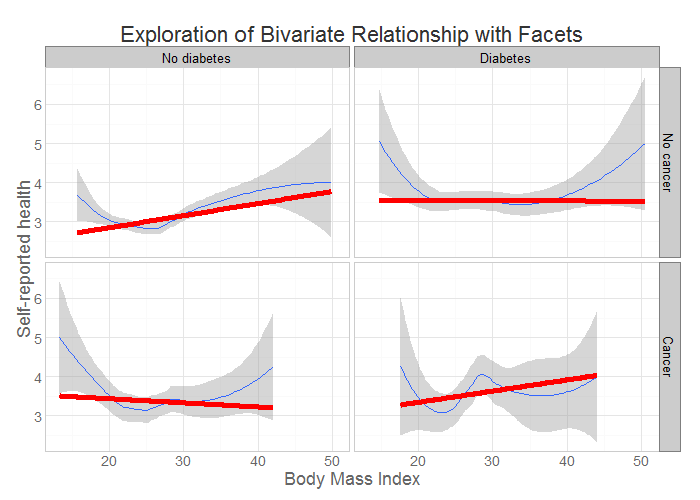 Exploration of Bivariate Relationship with Facets
No diabetes
Diabetes
6
5
4
3
No cancer
6
5
4
3
Cancer
Self-reported health
20 30 40 50 20 30 40 50
Body Mass Index